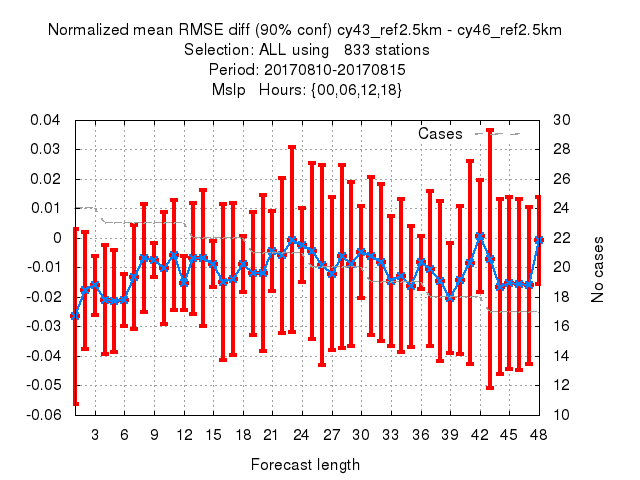 Normalized mean RMSE diff (90% conf) cy43_ref2.5km - cy46_ref2.5km
Selection: ALL using 833 stations
Period: 20170810-20170815
Mslp Hours: {00,06,12,18}
0.04
0.03
0.02
0.01
0
-0.01
-0.02
-0.03
-0.04
-0.05
-0.06
Cases
30
28
26
24
22
20
18
16
14
12
10
No cases
3 6 9 12 15 18 21 24 27 30 33 36 39 42 45 48
Forecast length